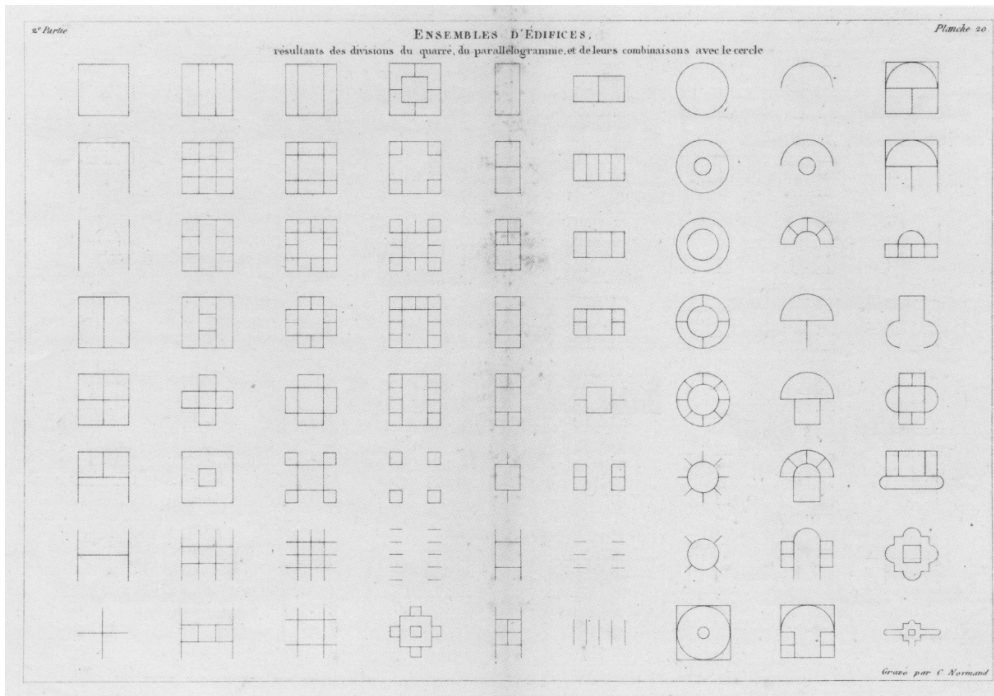 2e Partie
ENSEMBLES D'ÉDIFICES,
Planche 20
résultants des divisions du quarré, du parallélogramme, et de leurs combinaisons avec le cercle
Gravé par C. Normand